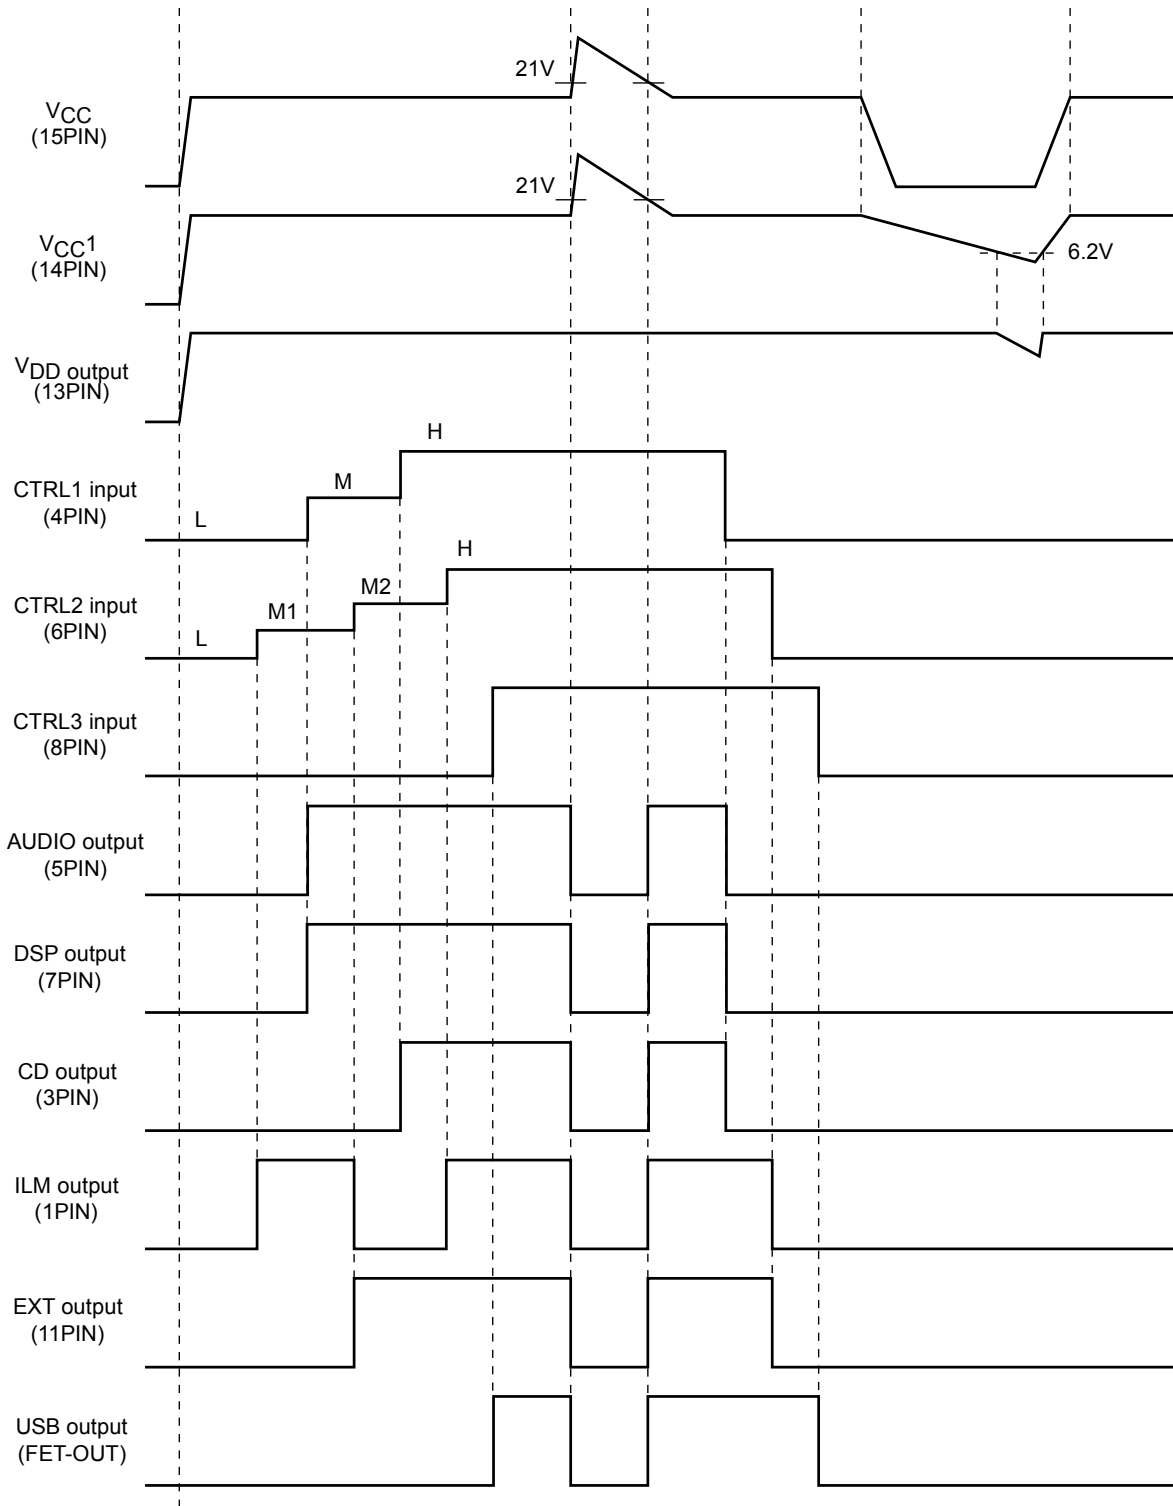 21V
VCC
(15PIN)
21V
VCC1
(14PIN)
6.2V
VDD output
(13PIN)
H
CTRL1 input
(4PIN)
M
L
H
CTRL2 input
(6PIN)
M2
M1
L
CTRL3 input
(8PIN)
AUDIO output
(5PIN)
DSP output
(7PIN)
CD output
(3PIN)
ILM output
(1PIN)
EXT output
(11PIN)
USB output
(FET-OUT)